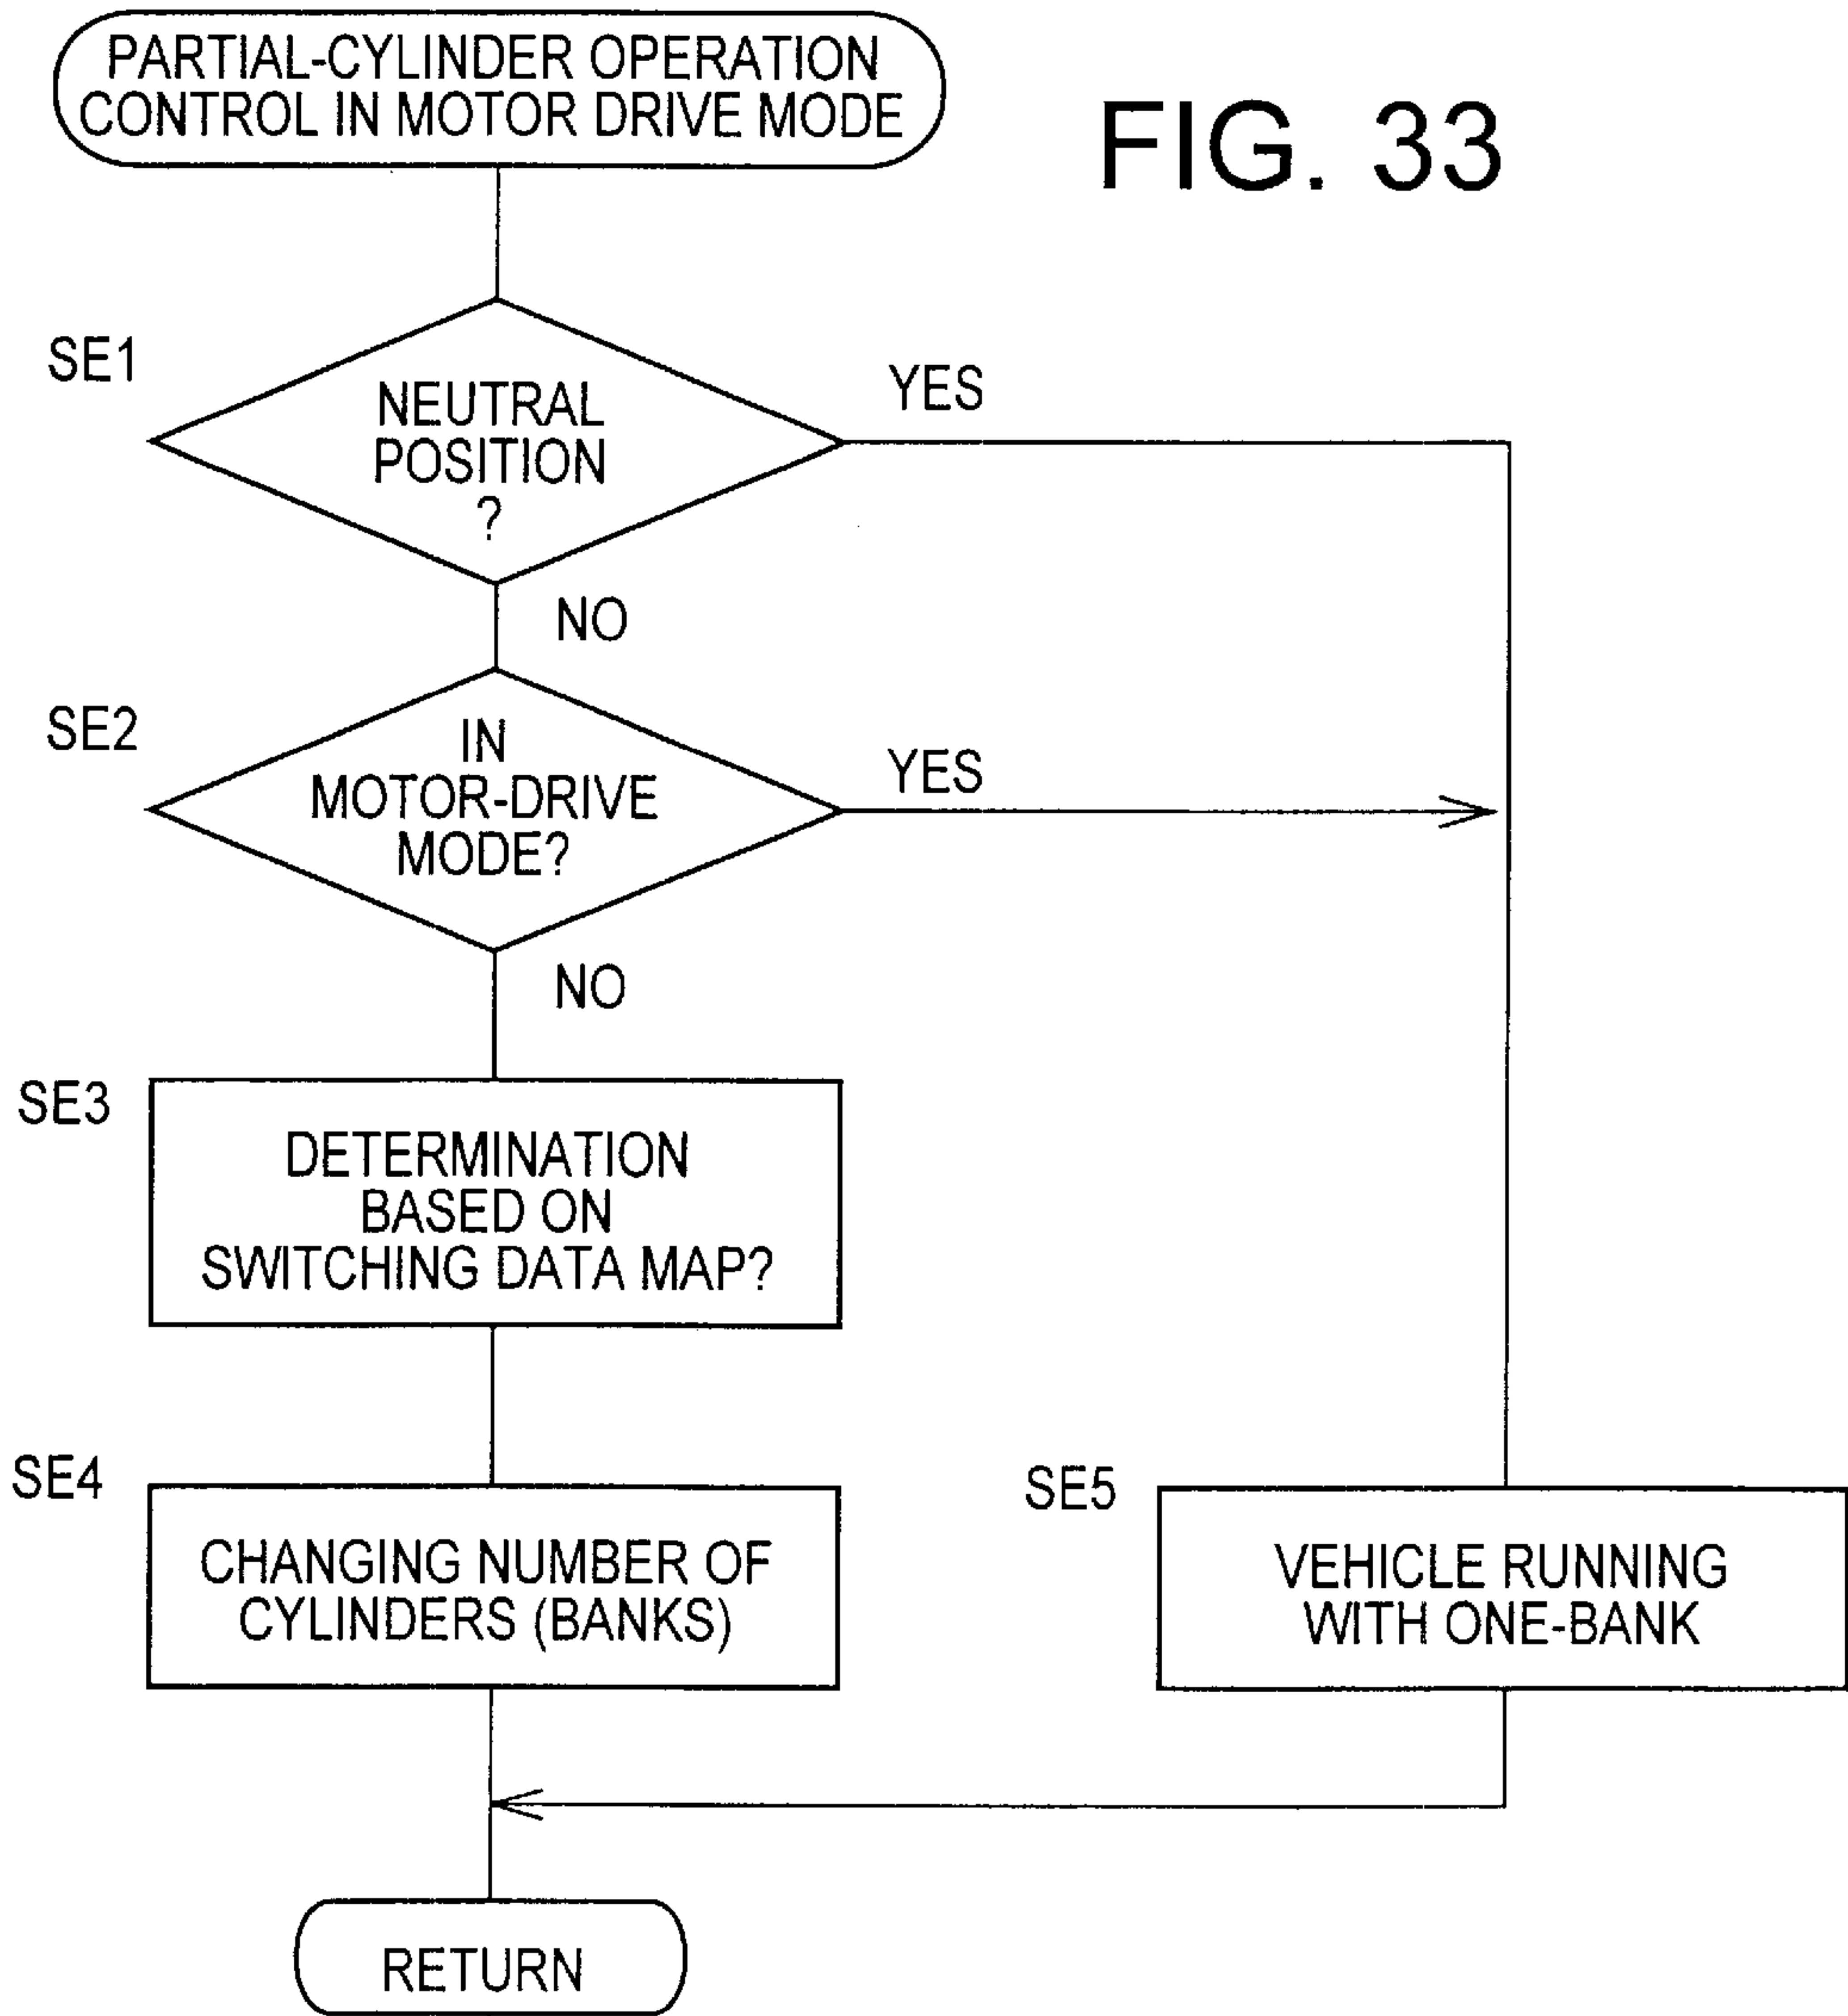 PARTIAL-CYLINDER OPERATION
CONTROL IN MOTOR DRIVE MODE
FIG. 33
SE1
NEUTRAL
POSITION
?
YES
NO
SE2
IN
MOTOR-DRIVE
MODE?
YES
NO
SE3
DETERMINATION
BASED ON
SWITCHING DATA MAP?
SE4
CHANGING NUMBER OF
CYLINDERS (BANKS)
SE5
VEHICLE RUNNING
WITH ONE-BANK
RETURN